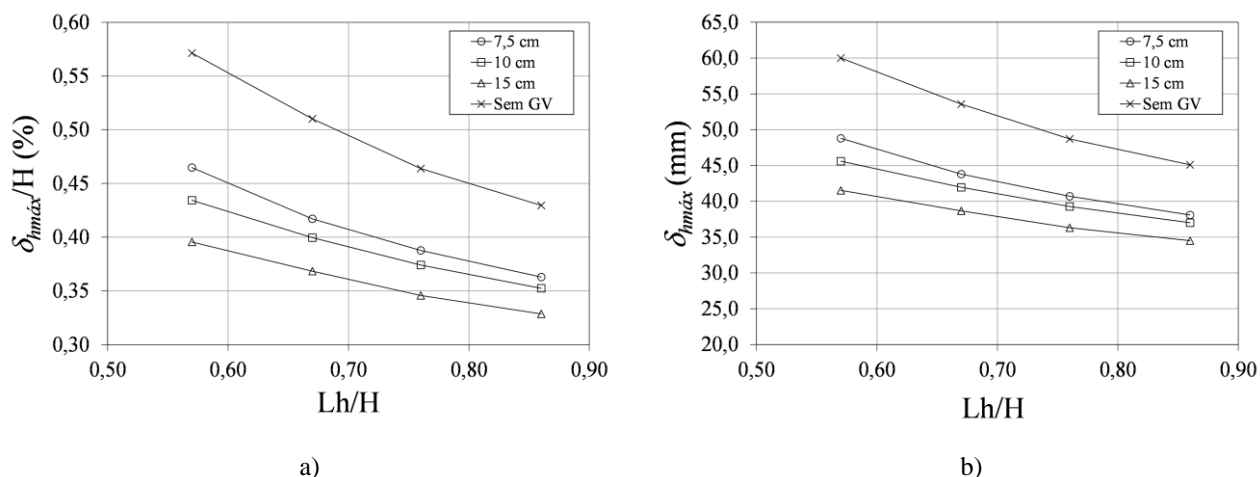 0,60
0,55
0,50
0,45
0,40
0,35
0,30
δhmáx/H (%)
7,5 cm
10 cm
15 cm
Sem GV
0,50 0,60 0,70 0,80 0,90
Lh/H
a)
65,0
60,0
55,0
50,0
45,0
40,0
35,0
30,0
25,0
20,0
δhmáx (mm)
7,5 cm
10 cm
15 cm
Sem GV
0,50 0,60 0,70 0,80 0,90
Lh/H
b)